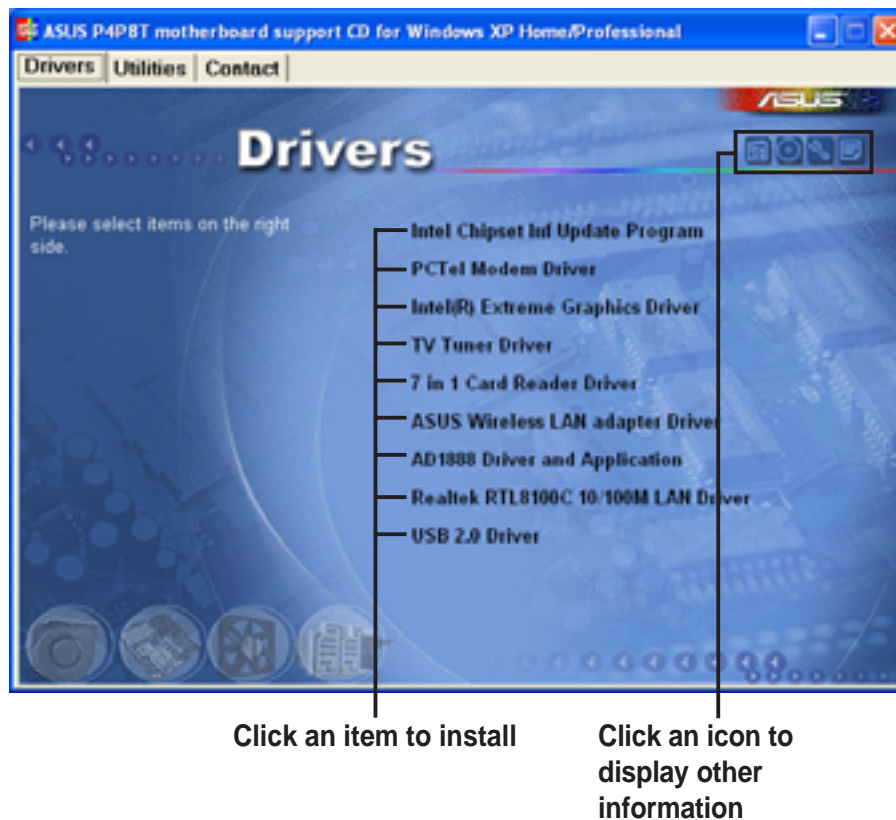 ASUS P4P8T motherboard support CD for Windows XP Home/Professional
Drivers Utilities Contact
ASUS
Drivers
Please select items on the right
side.
Intel Chipset Inf Update Program
PCTel Modem Driver
Intel(R) Extreme Graphics Driver
TV Tuner Driver
7 in 1 Card Reader Driver
ASUS Wireless LAN adapter Driver
AD1888 Driver and Application
Realtek RTL8100C 10/100M LAN Driver
USB 2.0 Driver
Click an item to install
Click an icon to
display other
information